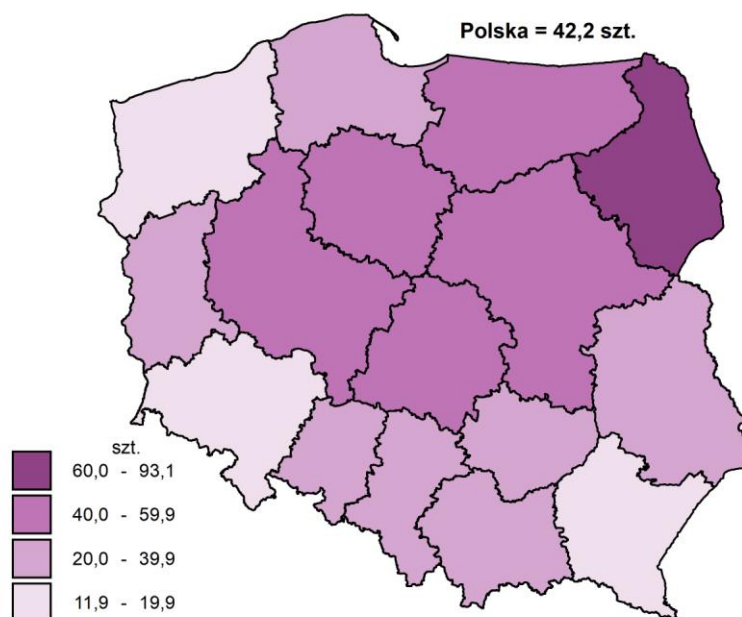 Polska = 42,2 szt.
szt.
60,0 - 93,1
40,0 - 59,9
20,0 - 39,9
11,9 - 19,9